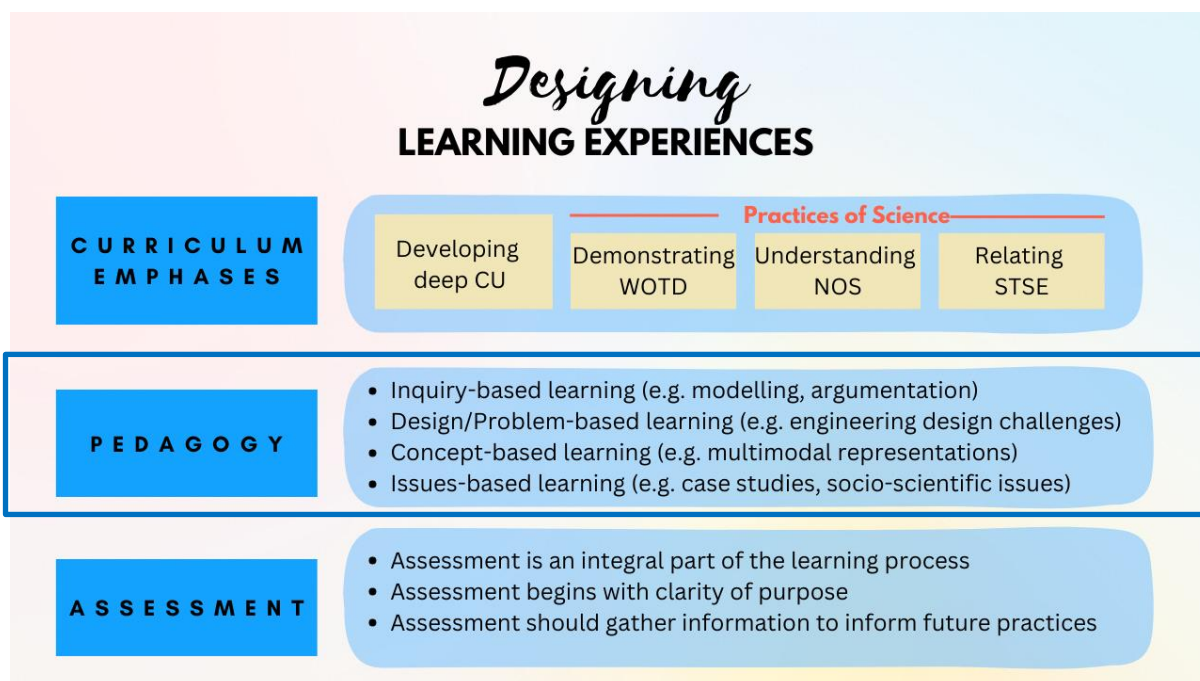 Designing
LEARNING EXPERIENCES
CURRICULUM
EMPHASES
Practices of Science
Developing
deep CU
Demonstrating
WOTD
Understanding
NOS
Relating
STSE
PEDAGOGY
• Inquiry-based learning (e.g. modelling, argumentation)
• Design/Problem-based learning (e.g. engineering design challenges)
• Concept-based learning (e.g. multimodal representations)
• Issues-based learning (e.g. case studies, socio-scientific issues)
ASSESSMENT
• Assessment is an integral part of the learning process
• Assessment begins with clarity of purpose
• Assessment should gather information to inform future practices